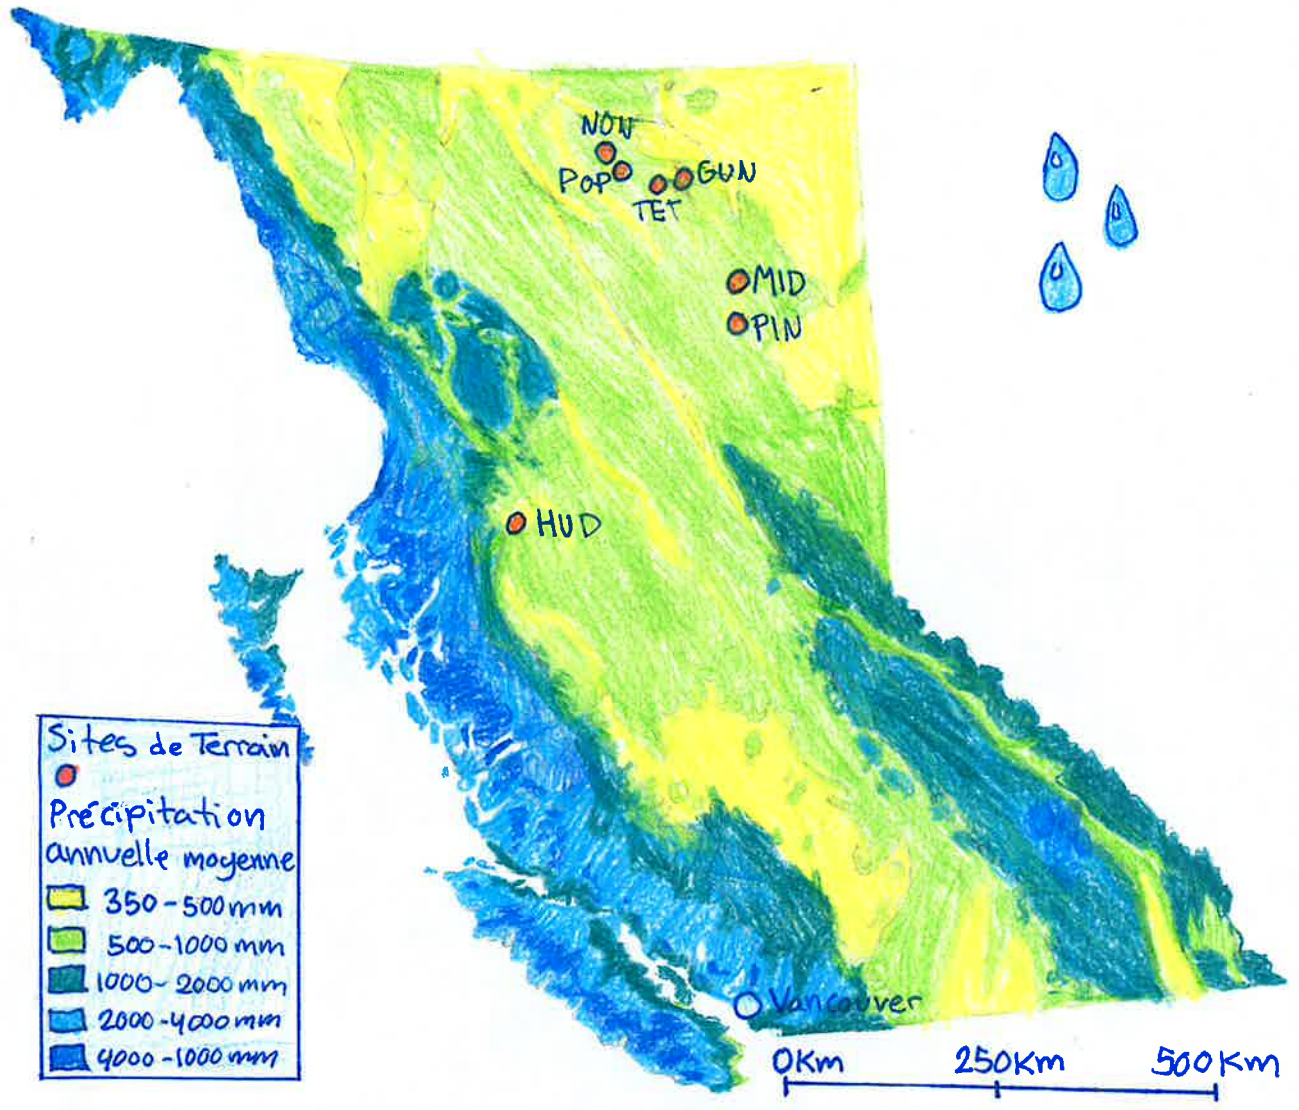 NON
POP
GUN
TET
MID
PIN
HUD
Sites de Terrain
Précipitation
annuelle moyenne
350-500mm
500-1000mm
1000-2000mm
2000-4000mm
4000-1000mm
Vancouver
0Km
250Km
500Km